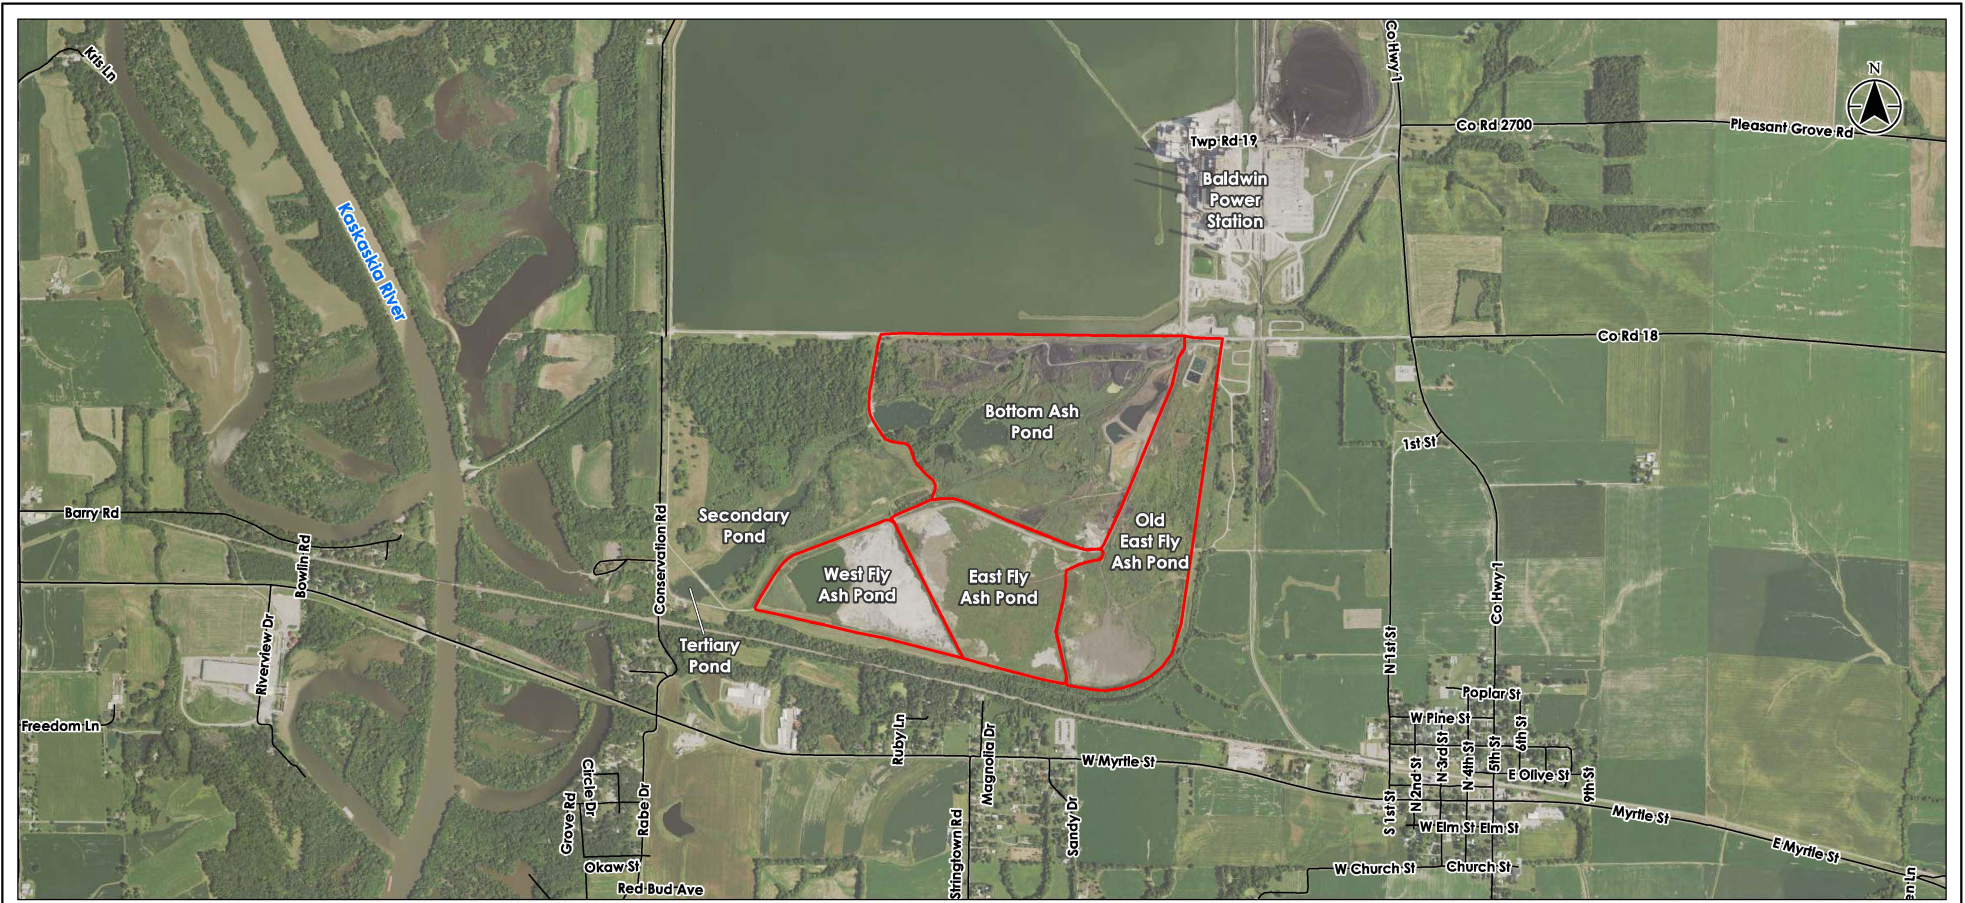 Kris Ln
Co Hwy 1
N
Co Rd 2700
Pleasant Grove Rd
Twp Rd 19
Baldwin
Power
Station
Kaskaskia River
Co Rd 18
Bottom Ash
Pond
1st St
Barry Rd
Secondary
Pond
Old
East Fly
Ash Pond
Conservation Rd
Bowlin Rd
West Fly
Ash Pond
East Fly
Ash Pond
Co Hwy 1
Riverview Dr
Tertiary
Pond
N 1st St
Poplar St
Freedom Ln
W Pine St
Ruby Ln
Magnolia Dr
W Myrtle St
N 2nd St
N 3rd St
N 4th St
5th St
6th St
E Olive St
9th St
Circle Dr
Grove Rd
Rabe Dr
Stringtown Rd
Sandy Dr
S 1st St
W Elm St
Elm St
Myrtle St
E Myrtle St
Okaw St
Red Bud Ave
W Church St
Church St